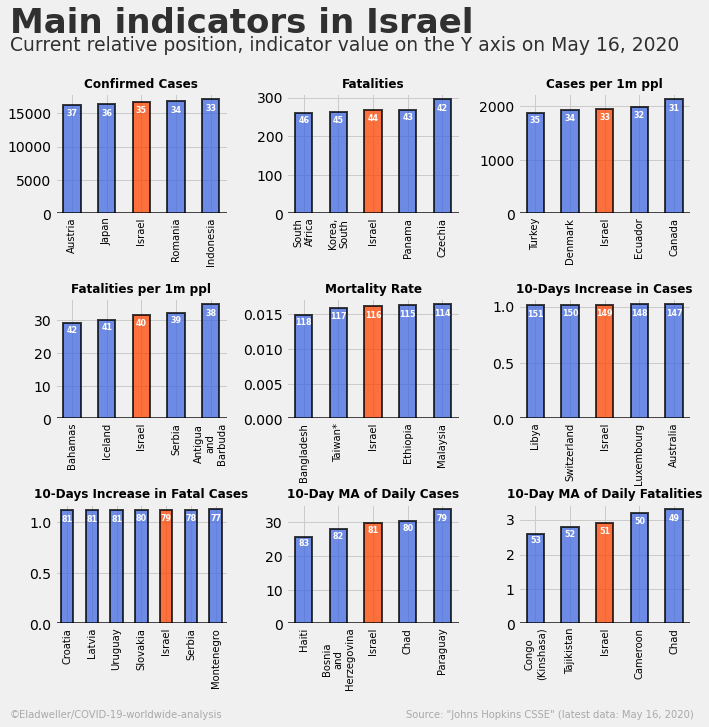 Main indicators in Israel
Current relative position, indicator value on the Y axis on May 16, 2020
Confirmed Cases
15000
10000
5000
0
37
36
35
34
33
Austria
Japan
Israel
Romania
Indonesia
Fatalities
300
200
100
0
46
45
44
43
42
South
Africa
Korea,
South
Israel
Panama
Czechia
Cases per 1m ppl
2000
1000
0
35
34
33
32
31
Turkey
Denmark
Israel
Ecuador
Canada
Fatalities per 1m ppl
30
20
10
0
42
41
40
39
38
Bahamas
Iceland
Israel
Serbia
Antigua
and
Barbuda
Mortality Rate
0.015
0.010
0.005
0.000
118
117
116
115
114
Bangladesh
Taiwan*
Israel
Ethiopia
Malaysia
10-Days Increase in Cases
1.0
0.5
0.0
151
150
149
148
147
Libya
Switzerland
Israel
Luxembourg
Australia
10-Days Increase in Fatal Cases
1.0
0.5
0.0
81
81
81
80
79
78
77
Croatia
Latvia
Uruguay
Slovakia
Israel
Serbia
Montenegro
10-Day MA of Daily Cases
30
20
10
0
83
82
81
80
79
Haiti
Bosnia
and
Herzegovina
Israel
Chad
Paraguay
10-Day MA of Daily Fatalities
3
2
1
0
53
52
51
50
49
Congo
(Kinshasa)
Tajikistan
Israel
Cameroon
Chad
©Eladweller/COVID-19-worldwide-analysis
Source: "Johns Hopkins CSSE" (latest data: May 16, 2020)